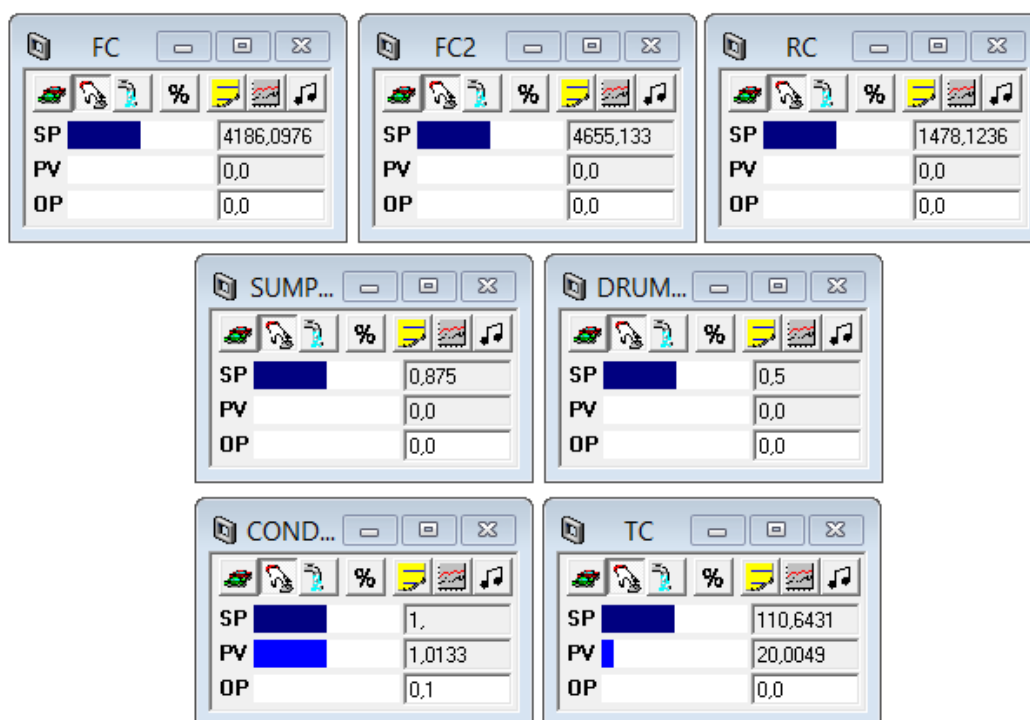 FC
%
SP 4186,0976
PV 0,0
OP 0,0
FC2
%
SP 4655,133
PV 0,0
OP 0,0
RC
%
SP 1478,1236
PV 0,0
OP 0,0
SUMP...
%
SP 0,875
PV 0,0
OP 0,0
DRUM...
%
SP 0,5
PV 0,0
OP 0,0
COND...
%
SP 1,
PV 1,0133
OP 0,1
TC
%
SP 110,6431
PV 20,0049
OP 0,0